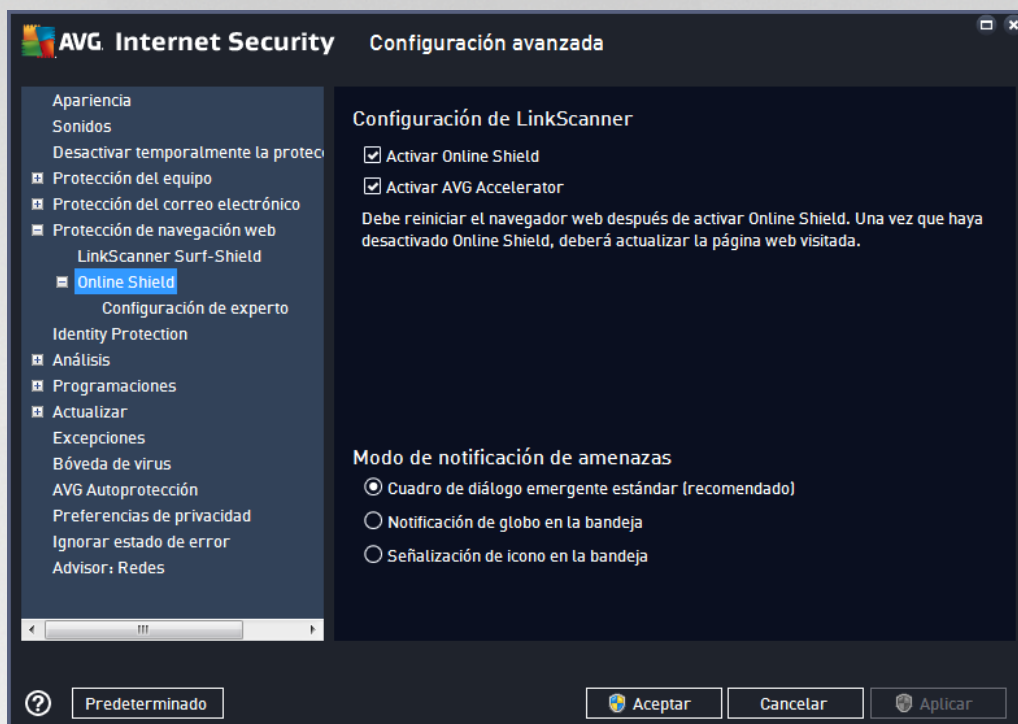 AVG. Internet Security
Configuración avanzada
Apariencia
Sonidos
Desactivar temporalmente la protec
Protección del equipo
Protección del correo electrónico
Protección de navegación web
LinkScanner Surf-Shield
Online Shield
Configuración de experto
Identity Protection
Análisis
Programaciones
Actualizar
Excepciones
Bóveda de virus
AVG Autoprotección
Preferencias de privacidad
Ignorar estado de error
Advisor: Redes
Configuración de LinkScanner
Activar Online Shield
Activar AVG Accelerator
Debe reiniciar el navegador web después de activar Online Shield. Una vez que haya
desactivado Online Shield, deberá actualizar la página web visitada.
Modo de notificación de amenazas
Cuadro de diálogo emergente estándar (recomendado)
Notificación de globo en la bandeja
Señalización de icono en la bandeja
?
Predeterminado
Aceptar
Cancelar
Aplicar